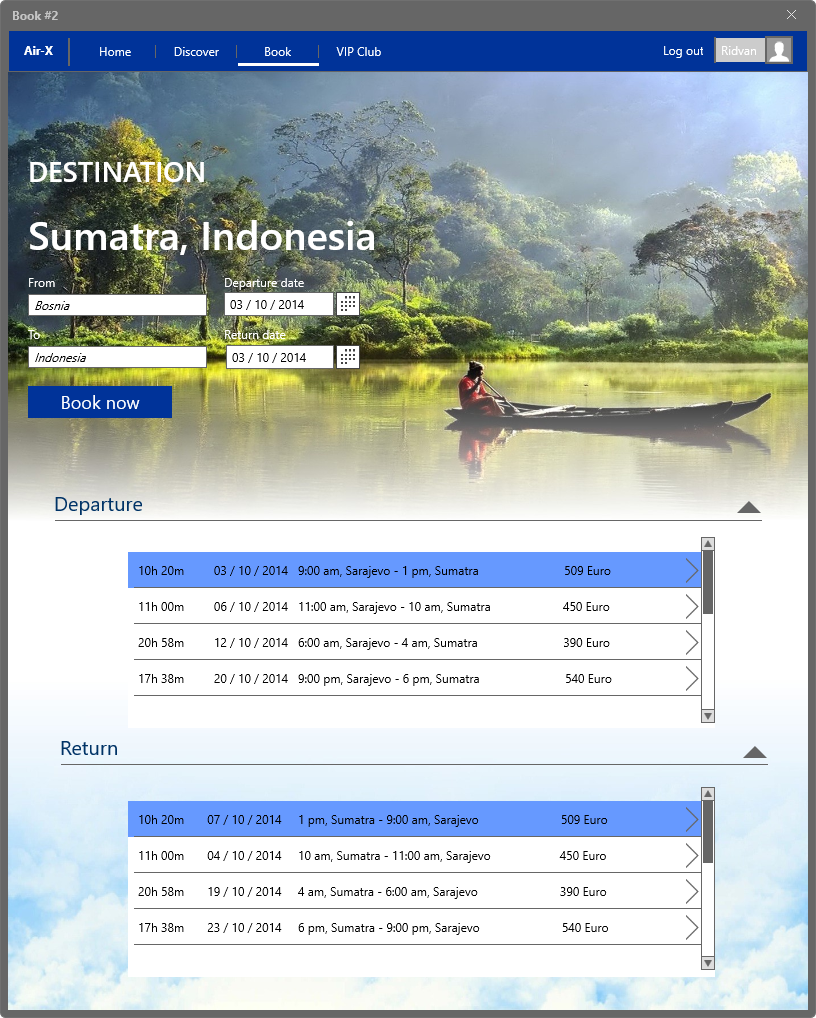 Book #2
Air-X Home Discover Book VIP Club Log out Ridvan
DESTINATION
Sumatra, Indonesia
From Departure date
Bosnia 03 / 10 / 2014
To Return date
Indonesia 03 / 10 / 2014
Book now
Departure
10h 20m 03 / 10 / 2014 9:00 am, Sarajevo - 1 pm, Sumatra 509 Euro
11h 00m 06 / 10 / 2014 11:00 am, Sarajevo - 10 am, Sumatra 450 Euro
20h 58m 12 / 10 / 2014 6:00 am, Sarajevo - 4 am, Sumatra 390 Euro
17h 38m 20 / 10 / 2014 9:00 pm, Sarajevo - 6 pm, Sumatra 540 Euro
Return
10h 20m 07 / 10 / 2014 1 pm, Sumatra - 9:00 am, Sarajevo 509 Euro
11h 00m 04 / 10 / 2014 10 am, Sumatra - 11:00 am, Sarajevo 450 Euro
20h 58m 19 / 10 / 2014 4 am, Sumatra - 6:00 am, Sarajevo 390 Euro
17h 38m 23 / 10 / 2014 6 pm, Sumatra - 9:00 pm, Sarajevo 540 Euro